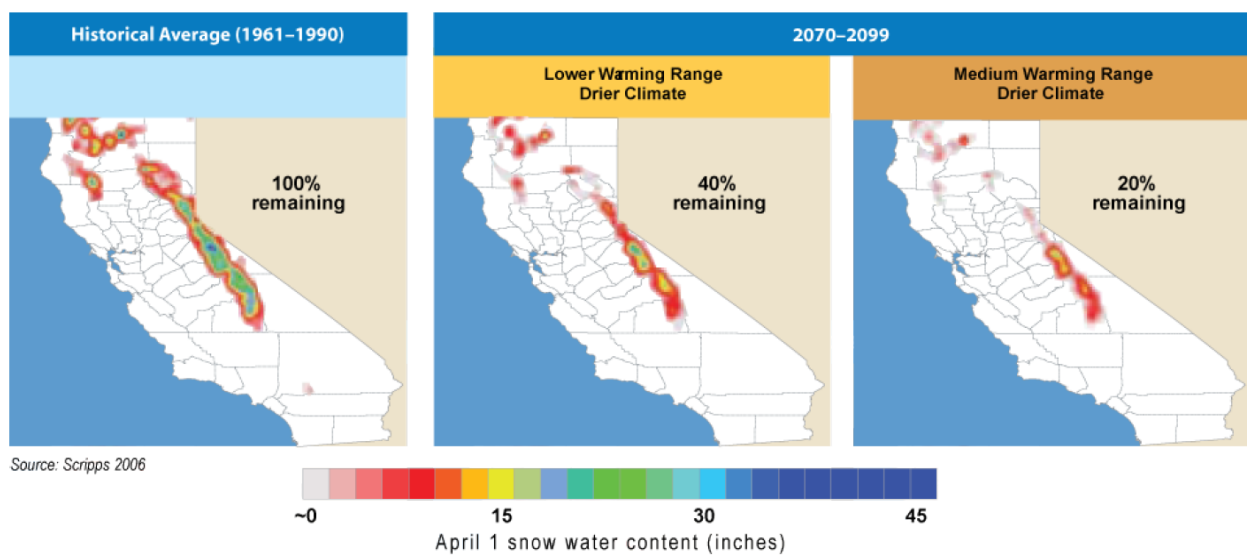 Historical Average (1961–1990)
2070–2099
Lower Warming Range
Drier Climate
Medium Warming Range
Drier Climate
100%
remaining
40%
remaining
20%
remaining
Source: Scripps 2006
~0
15
30
45
April 1 snow water content (inches)